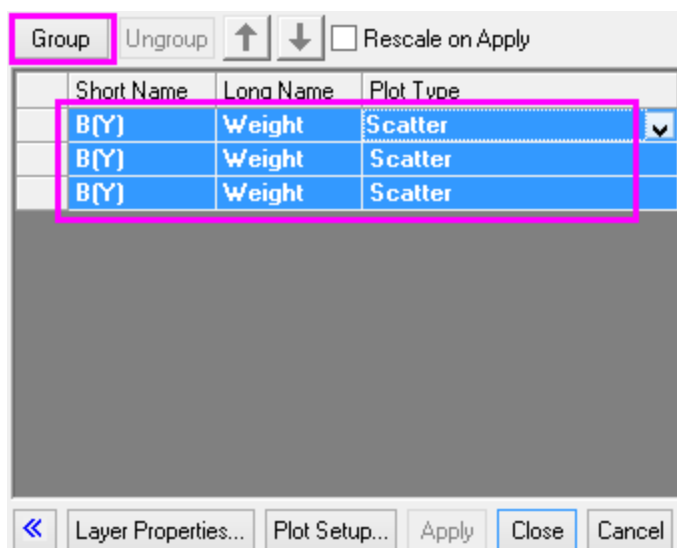 Group Ungroup Rescale on Apply
Short Name Long Name Plot Type
B(Y) Weight Scatter
B(Y) Weight Scatter
B(Y) Weight Scatter
Layer Properties... Plot Setup... Apply Close Cancel